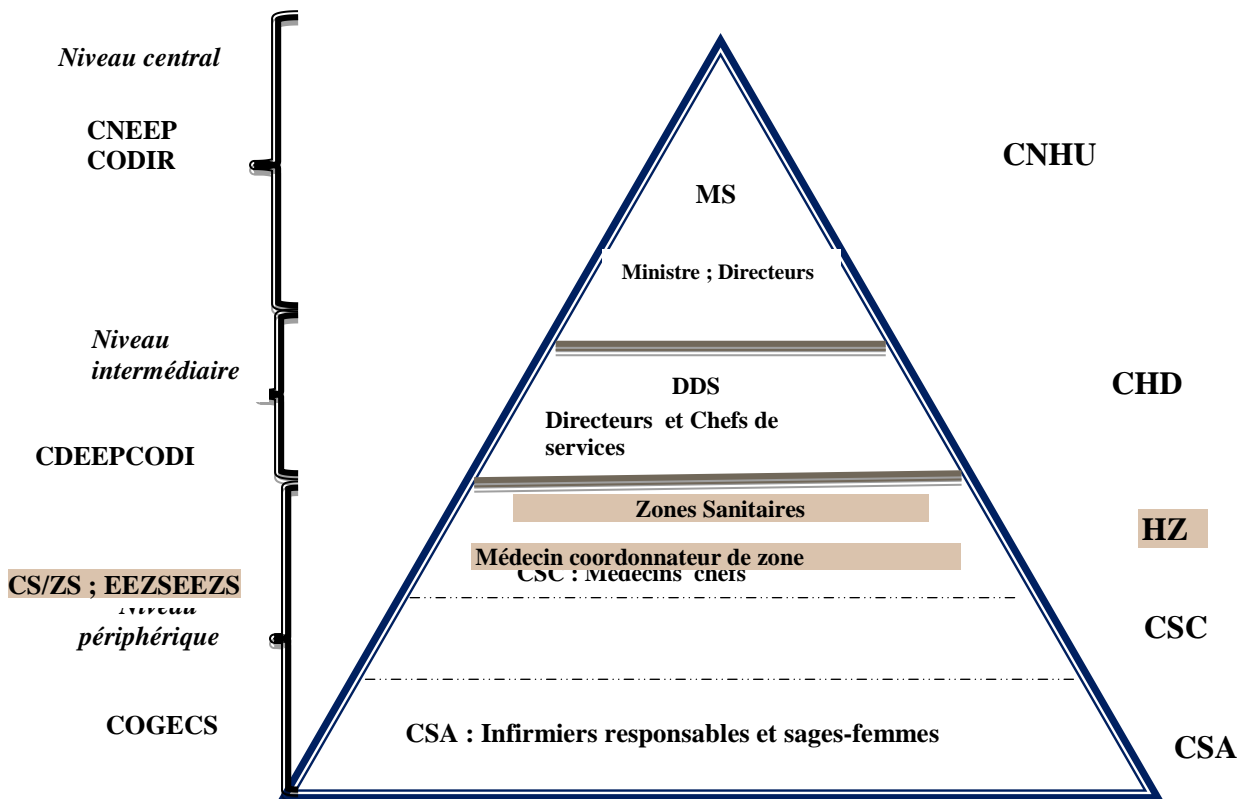 Niveau central
CNEEP
CODIR
CNHU
MS
Ministre ; Directeurs
Niveau
intermédiaire
CHD
DDS
Directeurs et Chefs de
services
CDEEPCODI
Zones Sanitaires
HZ
Médecin coordonnateur de zone
CSC : Médecins chefs
CS/ZS ; EEZSEEZS
Niveau
périphérique
CSC
COGECS
CSA : Infirmiers responsables et sages-femmes
CSA